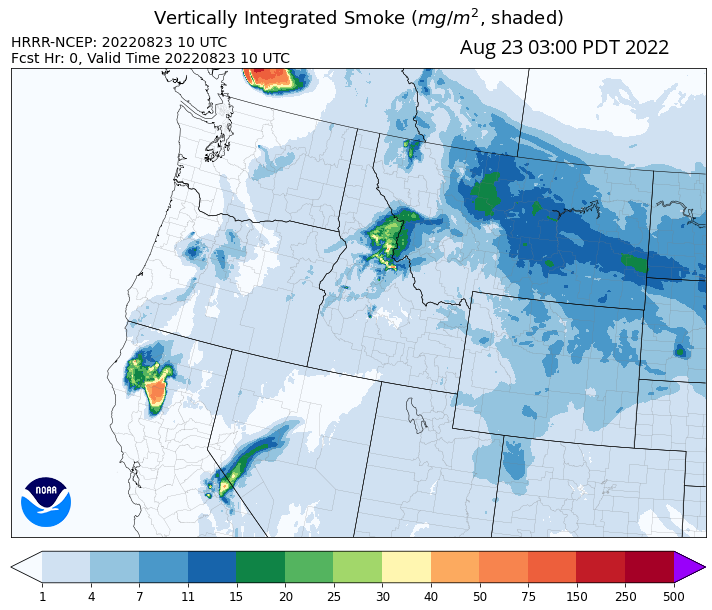 Vertically Integrated Smoke (mg/m², shaded)
HRRR-NCEP: 20220823 10 UTC
Fcst Hr: 0, Valid Time 20220823 10 UTC
Aug 23 03:00 PDT 2022
NOAA
1 4 7 11 15 20 25 30 40 50 75 150 250 500